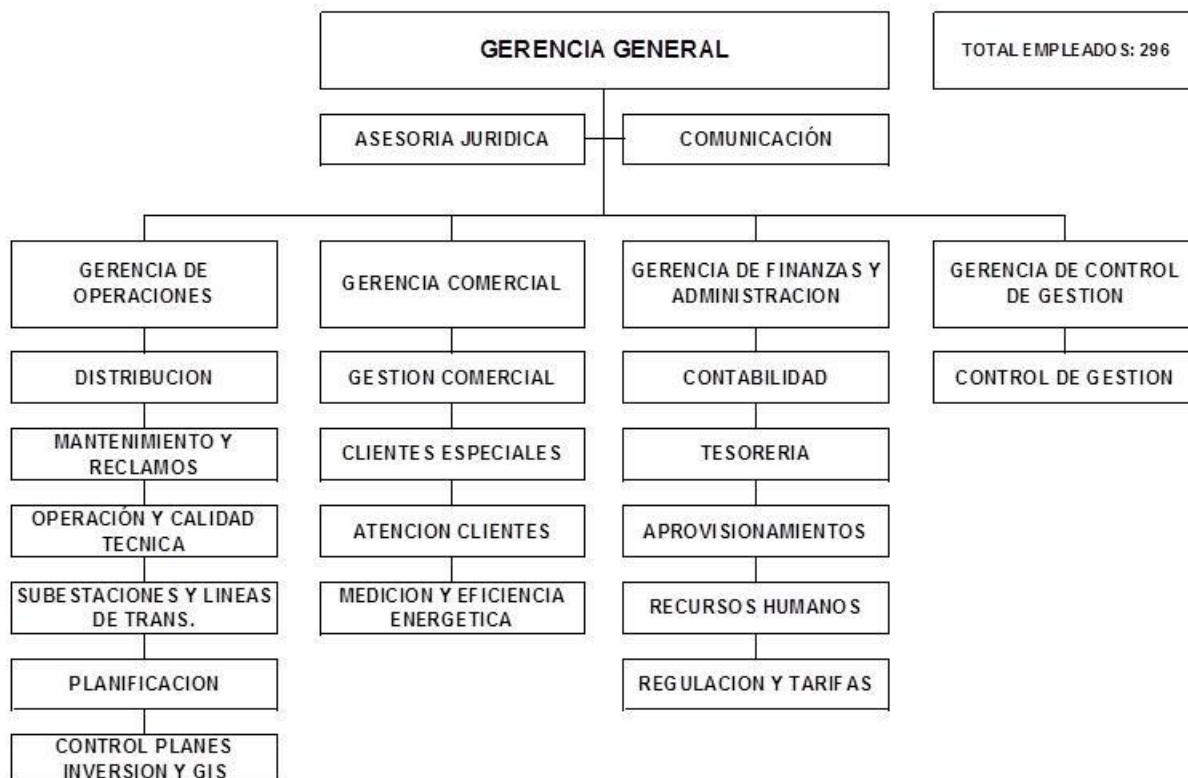 GERENCIA GENERAL
TOTAL EMPLEADOS: 296
ASESORIA JURIDICA
COMUNICACIÓN
GERENCIA DE
OPERACIONES
GERENCIA COMERCIAL
GERENCIA DE FINANZAS Y
ADMINISTRACION
GERENCIA DE CONTROL
DE GESTION
DISTRIBUCION
GESTION COMERCIAL
CONTABILIDAD
CONTROL DE GESTION
MANTENIMIENTO Y
RECLAMOS
CLIENTES ESPECIALES
TESORERIA
OPERACIÓN Y CALIDAD
TECNICA
ATENCION CLIENTES
APROVISIONAMIENTOS
SUBESTACIONES Y LINEAS
DE TRANS.
MEDICION Y EFICIENCIA
ENERGETICA
RECURSOS HUMANOS
PLANIFICACION
REGULACION Y TARIFAS
CONTROL PLANES
INVERSION Y GIS